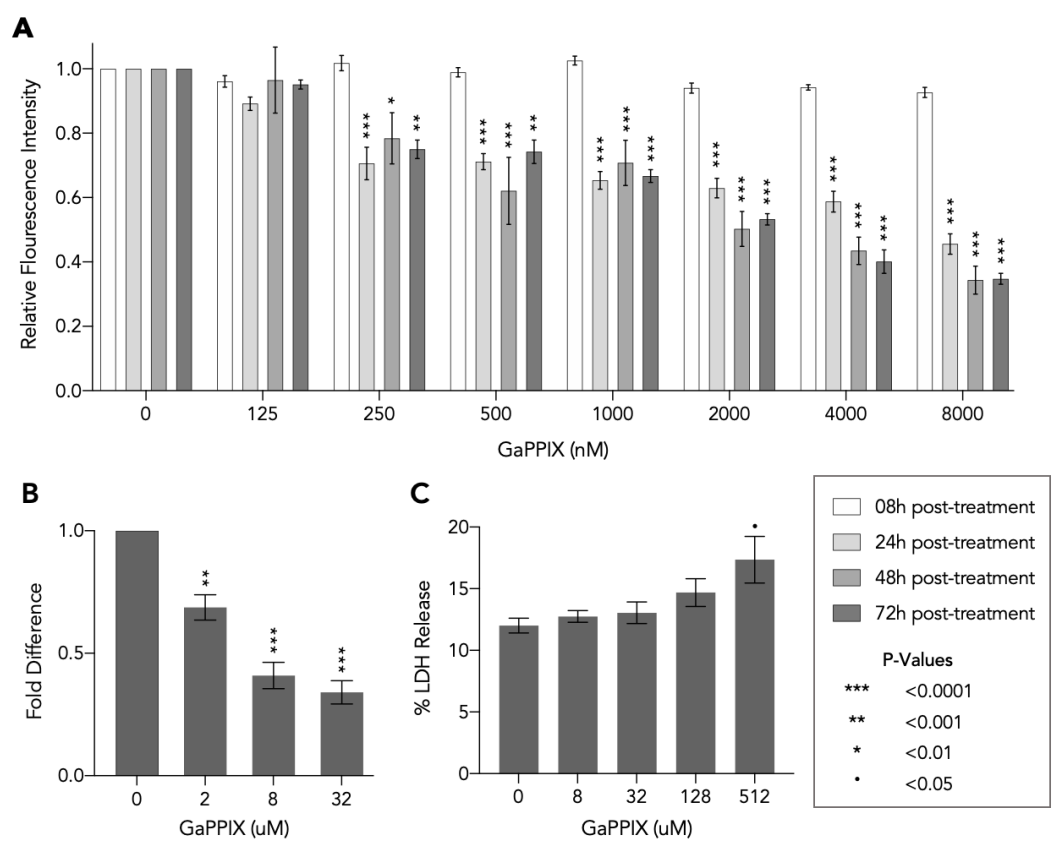 A
Relative Flourescence Intensity
1.0
0.8
0.6
0.4
0.2
0.0
*** * **
*** *** **
*** *** ***
*** *** ***
*** *** ***
*** *** ***
0 125 250 500 1000 2000 4000 8000
GaPPIX (nM)
B
Fold Difference
1.0
0.5
0.0
** *** ***
0 2 8 32
GaPPIX (uM)
C
% LDH Release
20
15
10
5
0
•
0 8 32 128 512
GaPPIX (uM)
08h post-treatment
24h post-treatment
48h post-treatment
72h post-treatment
P-Values
*** <0.0001
** <0.001
* <0.01
• <0.05